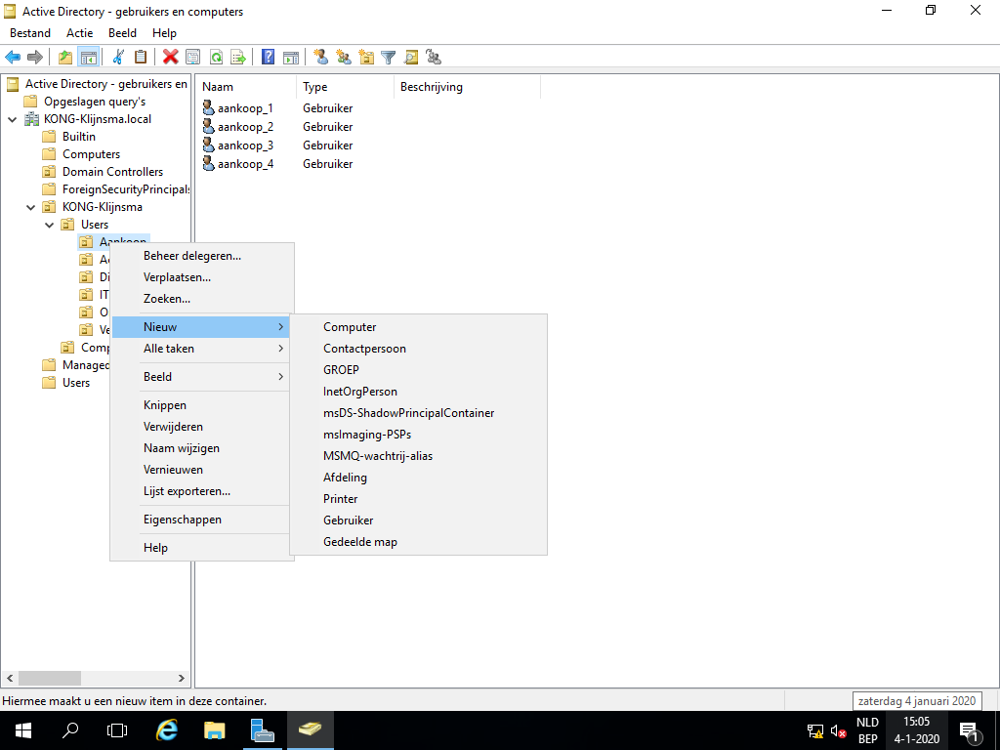 Active Directory - gebruikers en computers
Bestand Actie Beeld Help
Active Directory - gebruikers en
Opgeslagen query's
KONG-Klijnsma.local
Builtin
Computers
Domain Controllers
ForeignSecurityPrincipals
KONG-Klijnsma
Users
Aankoop
Ad
Di
IT
O
Ve
Comp
Managed
Users
Naam Type Beschrijving
aankoop_1 Gebruiker
aankoop_2 Gebruiker
aankoop_3 Gebruiker
aankoop_4 Gebruiker
Beheer delegeren...
Verplaatsen...
Zoeken...
Nieuw
Alle taken
Beeld
Knippen
Verwijderen
Naam wijzigen
Vernieuwen
Lijst exporteren...
Eigenschappen
Help
Computer
Contactpersoon
GROEP
InetOrgPerson
msDS-ShadowPrincipalContainer
msImaging-PSPs
MSMQ-wachtrij-alias
Afdeling
Printer
Gebruiker
Gedeelde map
Hiermee maakt u een nieuw item in deze container.
zaterdag 4 januari 2020
NLD
BEP
15:05
4-1-2020
1